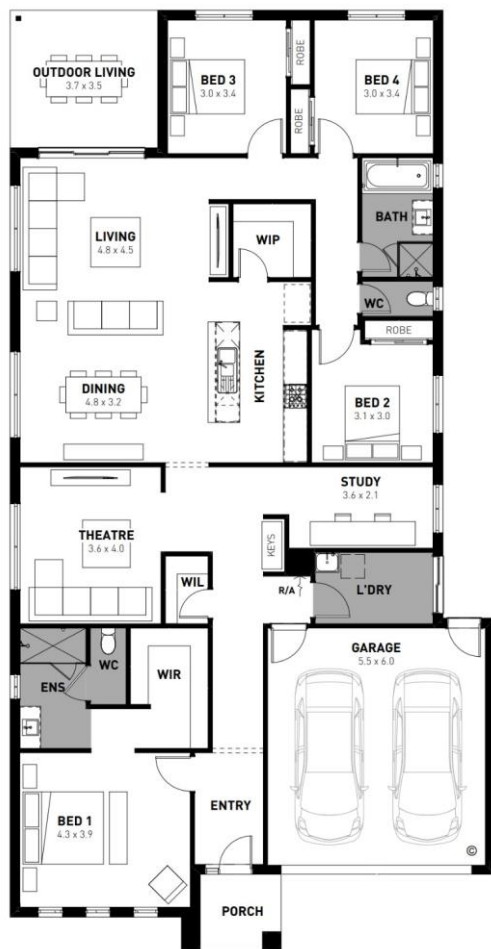 OUTDOOR LIVING
3.7 x 3.5
BED 3
3.0 x 3.4
ROBE
ROBE
BED 4
3.0 x 3.4
LIVING
4.8 x 4.5
WIP
BATH
WC
ROBE
KITCHEN
DINING
4.8 x 3.2
BED 2
3.1 x 3.0
STUDY
3.6 x 2.1
THEATRE
3.6 x 4.0
KEYS
WIL
R/A
L'DRY
GARAGE
5.5 x 6.0
WC
WIR
ENS
BED 1
4.3 x 3.9
ENTRY
©
PORCH